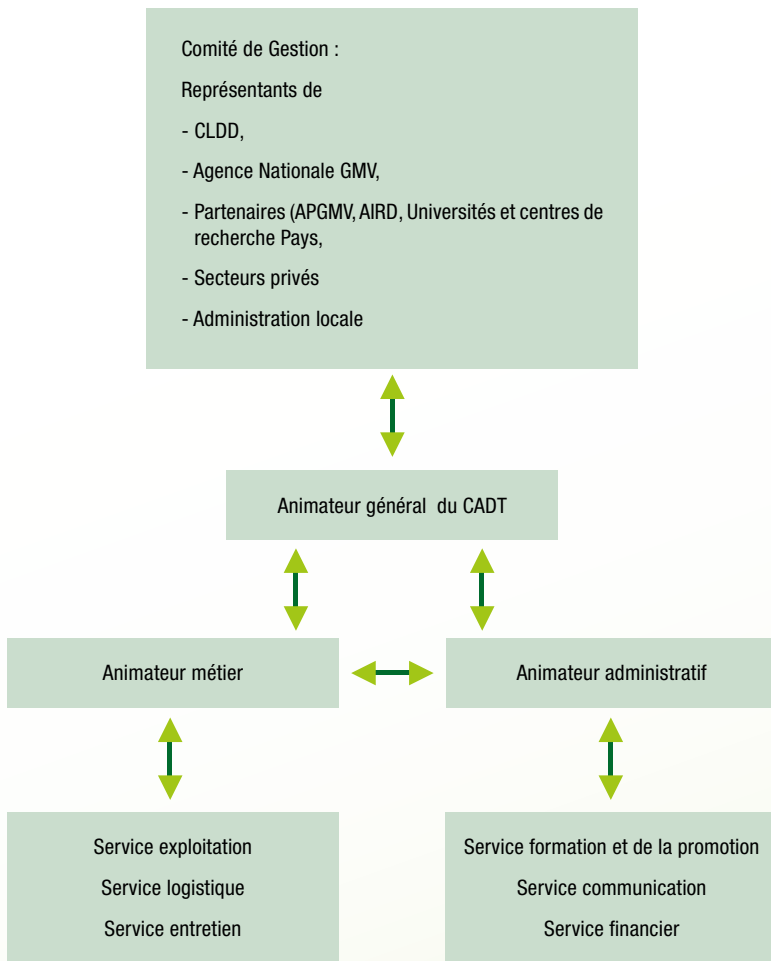 Comité de Gestion :
Représentants de
- CLDD,
- Agence Nationale GMV,
- Partenaires (APGMV, AIRD, Universités et centres de
recherche Pays,
- Secteurs privés
- Administration locale
Animateur général du CADT
Animateur métier
Animateur administratif
Service exploitation
Service logistique
Service entretien
Service formation et de la promotion
Service communication
Service financier